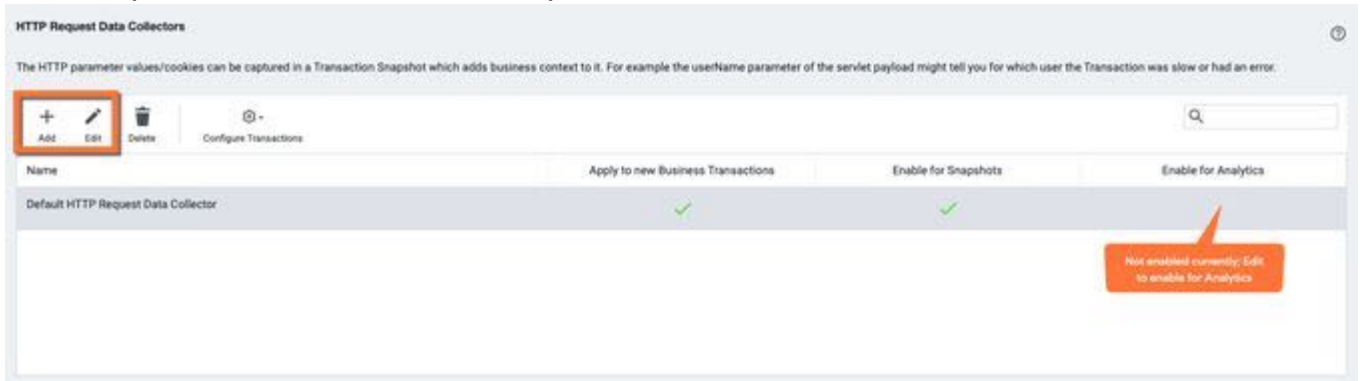 HTTP Request Data Collectors
The HTTP parameter values/cookies can be captured in a Transaction Snapshot which adds business context to it. For example the userName parameter of the servlet payload might tell you for which user the Transaction was slow or had an error.
Add Edit Delete Configure Transactions
Name Apply to new Business Transactions Enable for Snapshots Enable for Analytics
Default HTTP Request Data Collector
Not enabled currently; Edit
to enable for Analytics